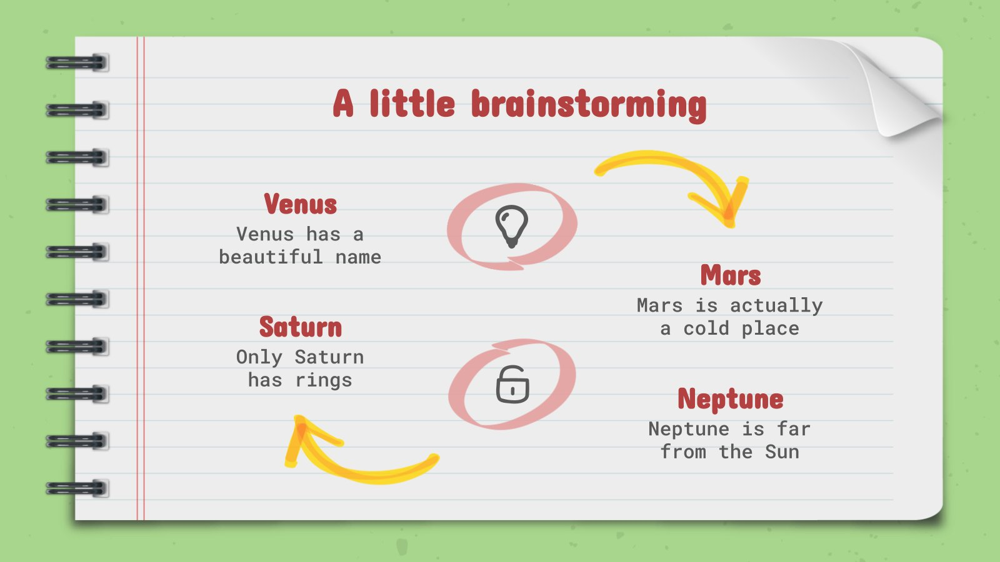 A little brainstorming
Venus
Venus has a
beautiful name
Saturn
Only Saturn
has rings
Mars
Mars is actually
a cold place
Neptune
Neptune is far
from the Sun